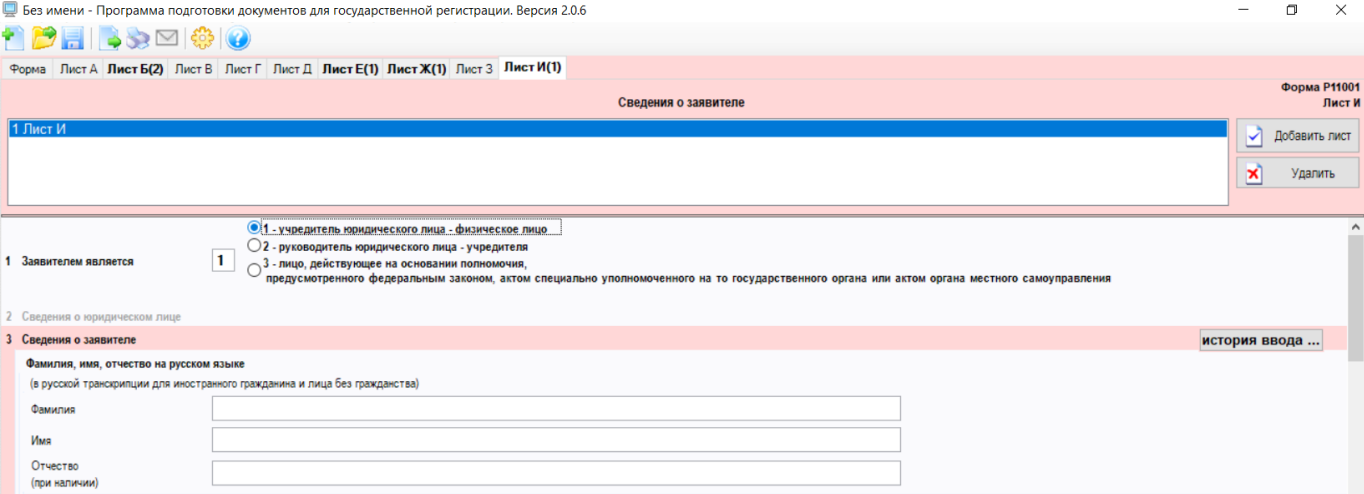 Без имени - Программа подготовки документов для государственной регистрации. Версия 2.0.6
Форма Лист А Лист Б(2) Лист В Лист Г Лист Д Лист Е(1) Лист Ж(1) Лист З Лист И(1)
Форма Р11001
Сведения о заявителе
Лист И
1 Лист И
Добавить лист
Удалить
1 - учредитель юридического лица - физическое лицо
2 - руководитель юридического лица - учредителя
1 Заявителем является 1
3 - лицо, действующее на основании полномочия,
предусмотренного федеральным законом, актом специально уполномоченного на то государственного органа или актом органа местного самоуправления
2 Сведения о юридическом лице
3 Сведения о заявителе
история ввода ...
Фамилия, имя, отчество на русском языке
(в русской транскрипции для иностранного гражданина и лица без гражданства)
Фамилия
Имя
Отчество
(при наличии)